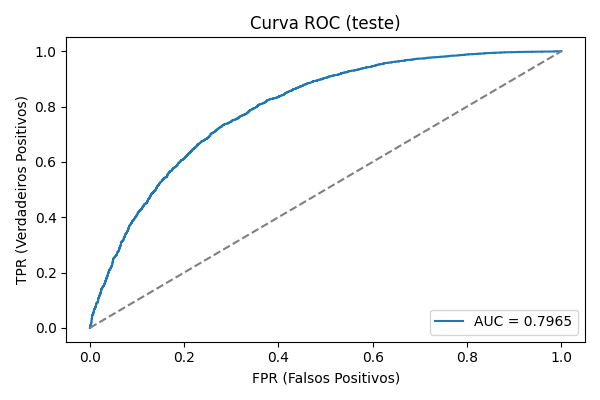 Curva ROC (teste)
TPR (Verdadeiros Positivos)
1.0
0.8
0.6
0.4
0.2
0.0
AUC = 0.7965
0.0 0.2 0.4 0.6 0.8 1.0
FPR (Falsos Positivos)